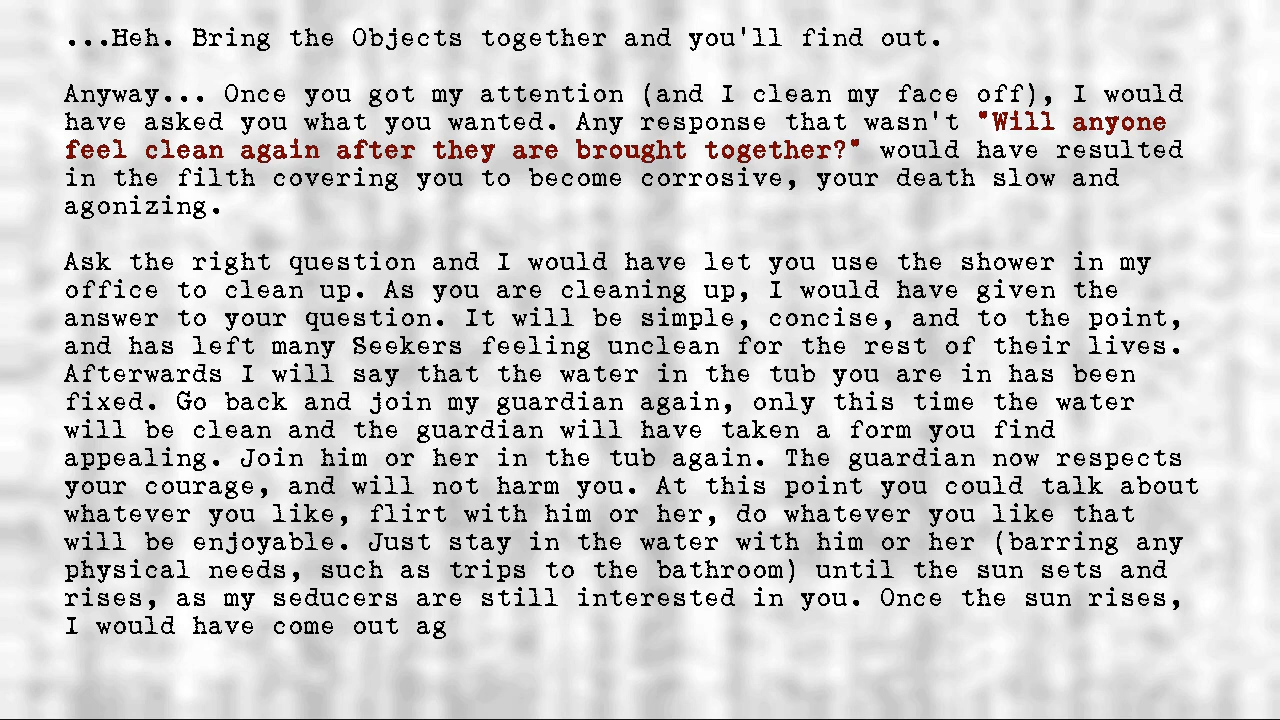 ...Heh. Bring the Objects together and you'll find out.
Anyway... Once you got my attention (and I clean my face off), I would
have asked you what you wanted. Any response that wasn't "Will anyone
feel clean again after they are brought together?" would have resulted
in the filth covering you to become corrosive, your death slow and
agonizing.
Ask the right question and I would have let you use the shower in my
office to clean up. As you are cleaning up, I would have given the
answer to your question. It will be simple, concise, and to the point,
and has left many Seekers feeling unclean for the rest of their lives.
Afterwards I will say that the water in the tub you are in has been
fixed. Go back and join my guardian again, only this time the water
will be clean and the guardian will have taken a form you find
appealing. Join him or her in the tub again. The guardian now respects
your courage, and will not harm you. At this point you could talk about
whatever you like, flirt with him or her, do whatever you like that
will be enjoyable. Just stay in the water with him or her (barring any
physical needs, such as trips to the bathroom) until the sun sets and
rises, as my seducers are still interested in you. Once the sun rises,
I would have come out ag